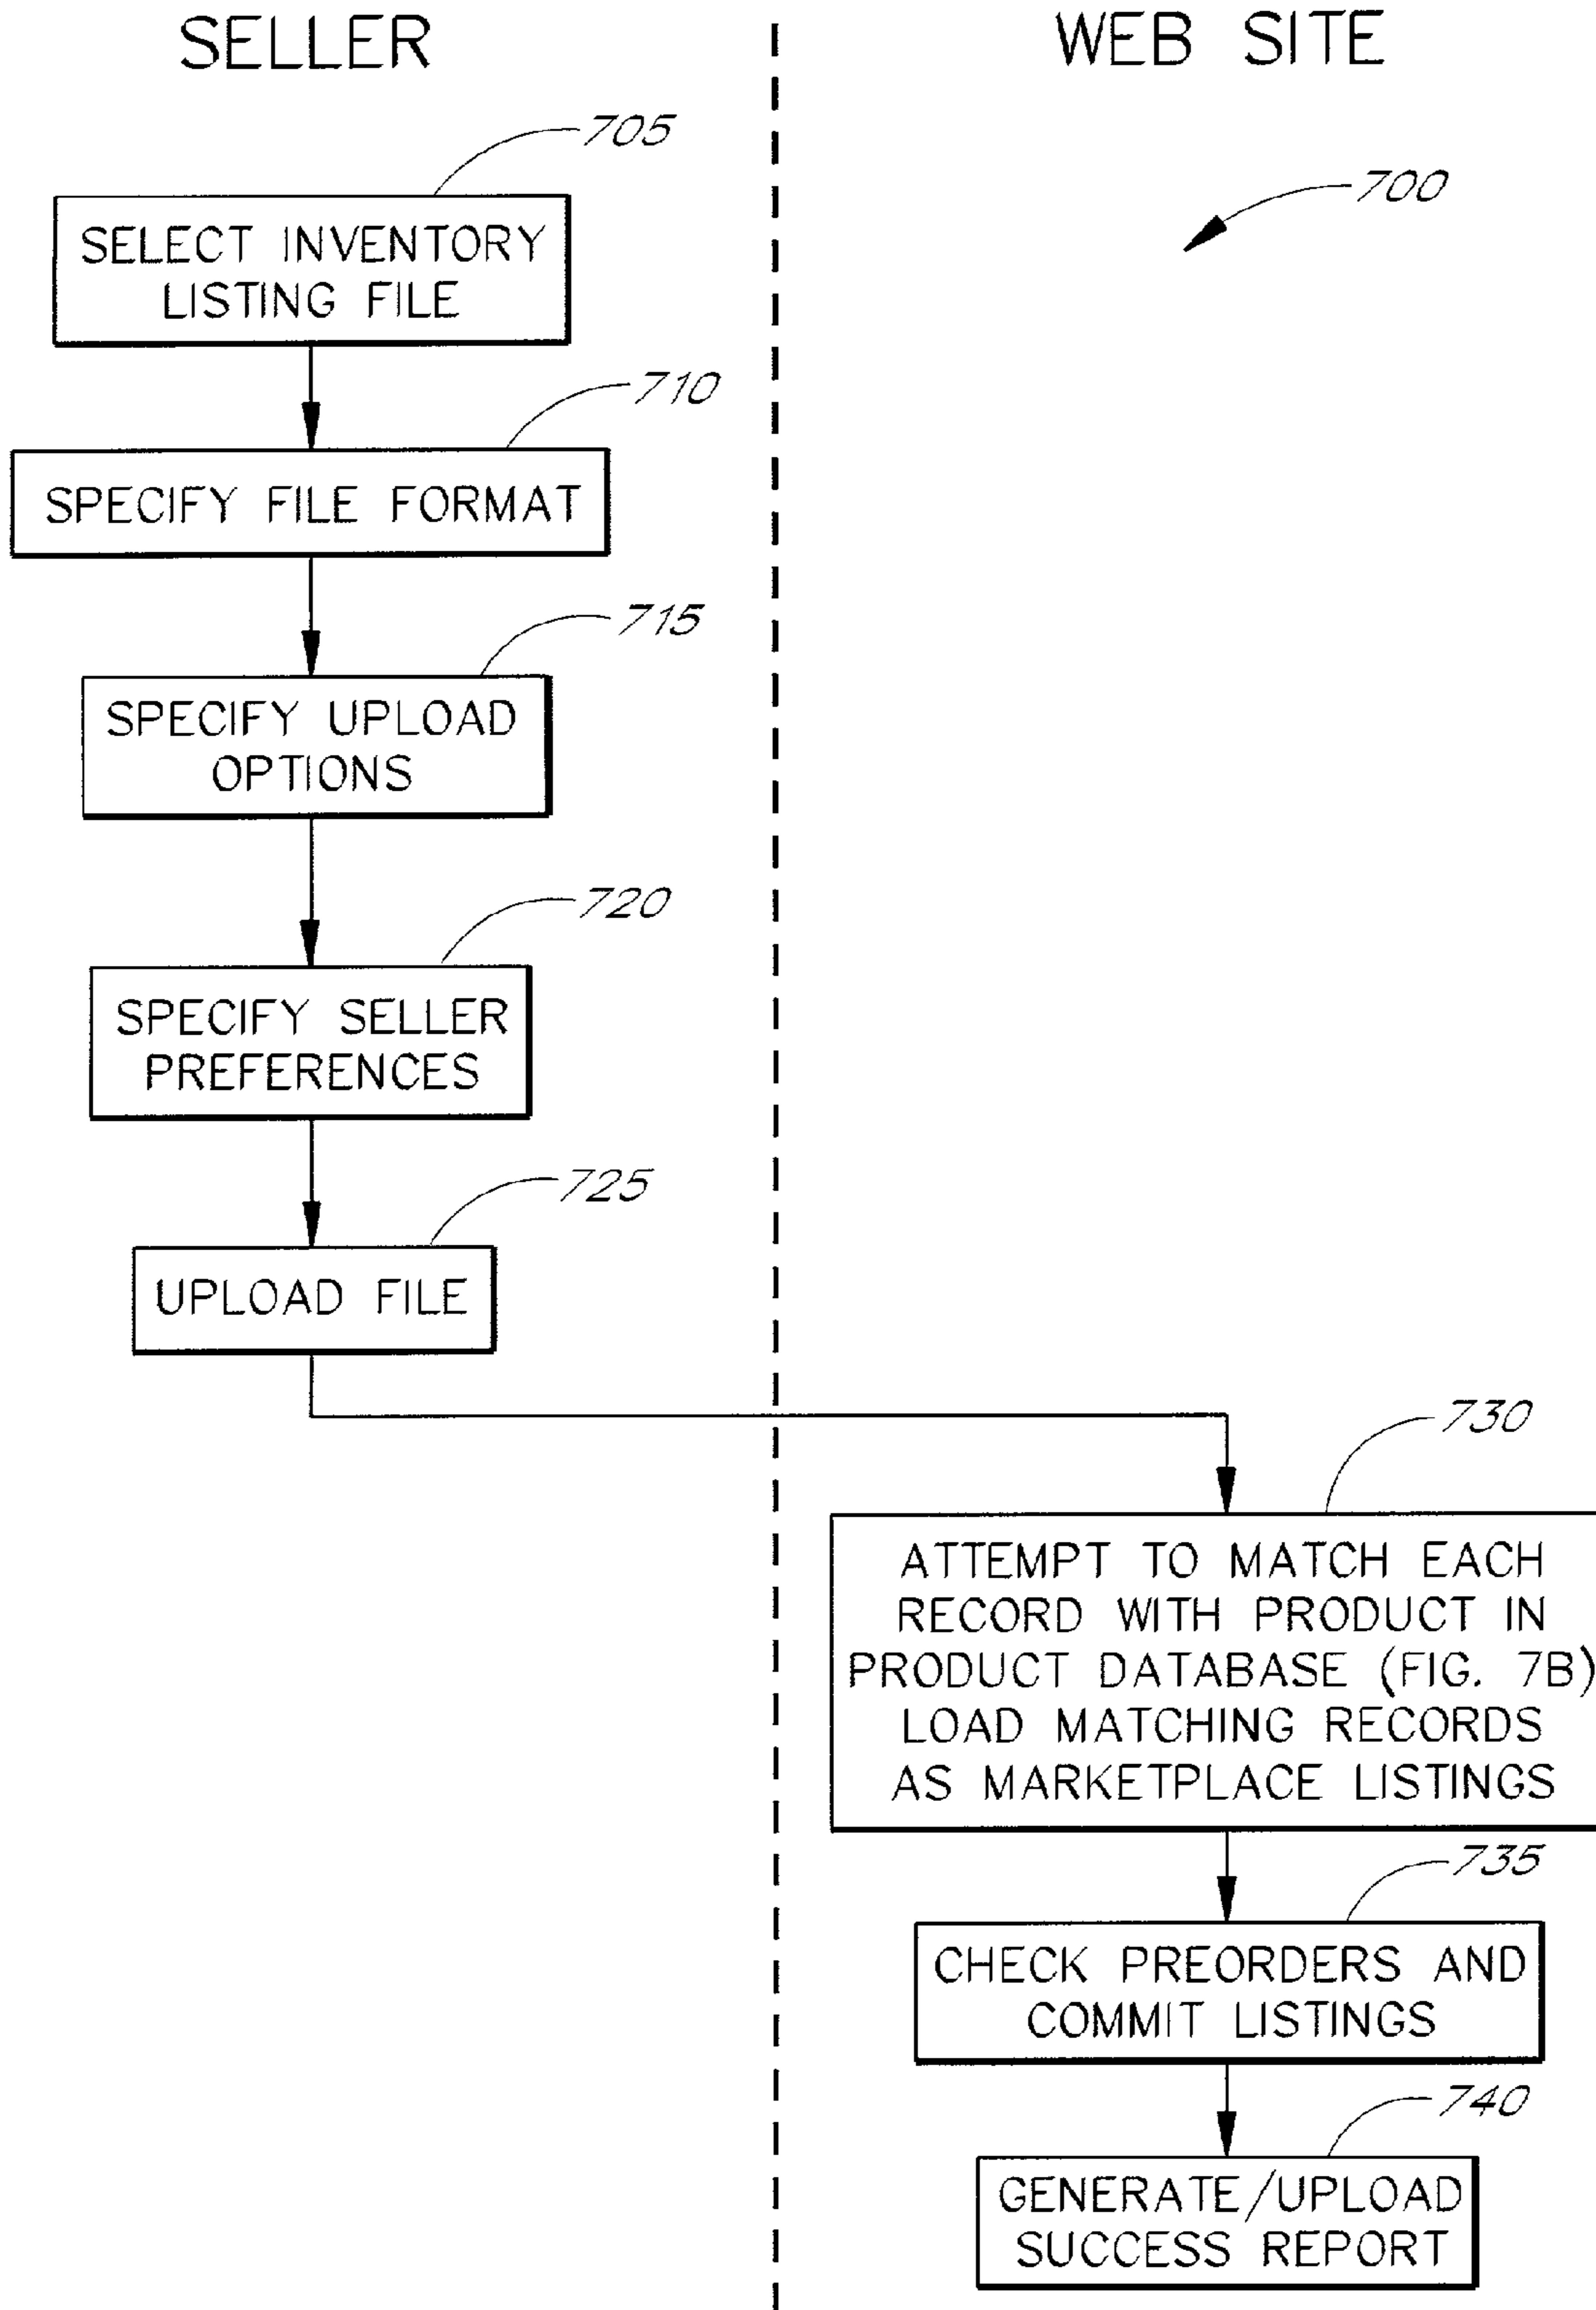 SELLER
WEB SITE
705
700
SELECT INVENTORY
LISTING FILE
710
SPECIFY FILE FORMAT
715
SPECIFY UPLOAD
OPTIONS
720
SPECIFY SELLER
PREFERENCES
725
UPLOAD FILE
730
ATTEMPT TO MATCH EACH
RECORD WITH PRODUCT IN
PRODUCT DATABASE (FIG. 7B)
LOAD MATCHING RECORDS
AS MARKETPLACE LISTINGS
735
CHECK PREORDERS AND
COMMIT LISTINGS
740
GENERATE/UPLOAD
SUCCESS REPORT